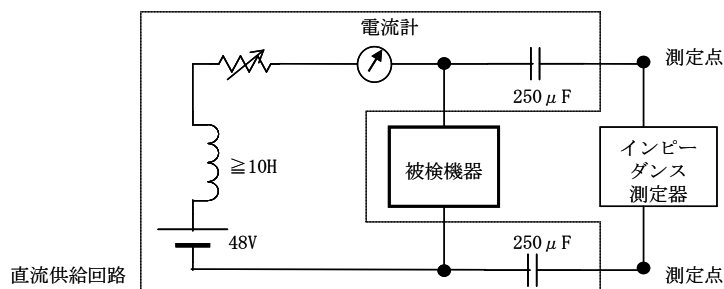 電流計
測定点
250μF
≧10H
被検機器
インピー
ダンス
測定器
48V
250μF
直流供給回路
測定点